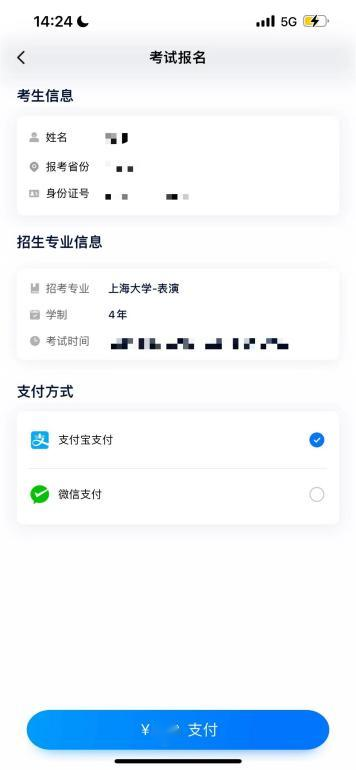 14:24
5G
考试报名
考生信息
姓名
报考省份
身份证号
招生专业信息
招考专业 上海大学-表演
学制 4年
考试时间
支付方式
支付宝支付
微信支付
¥ 支付